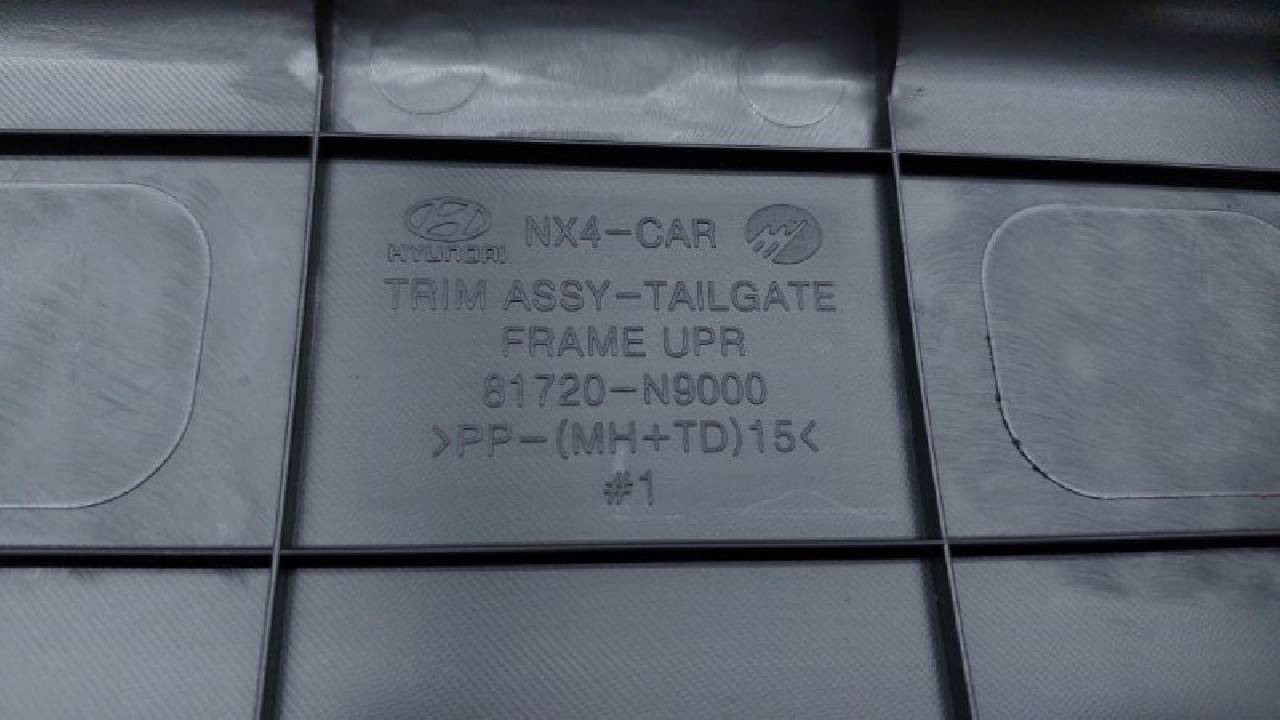 HYUNDAI NX4-CAR
TRIM ASSY-TAILGATE
FRAME UPR
81720-N9000
>PP-(MH+TD)15<
#1